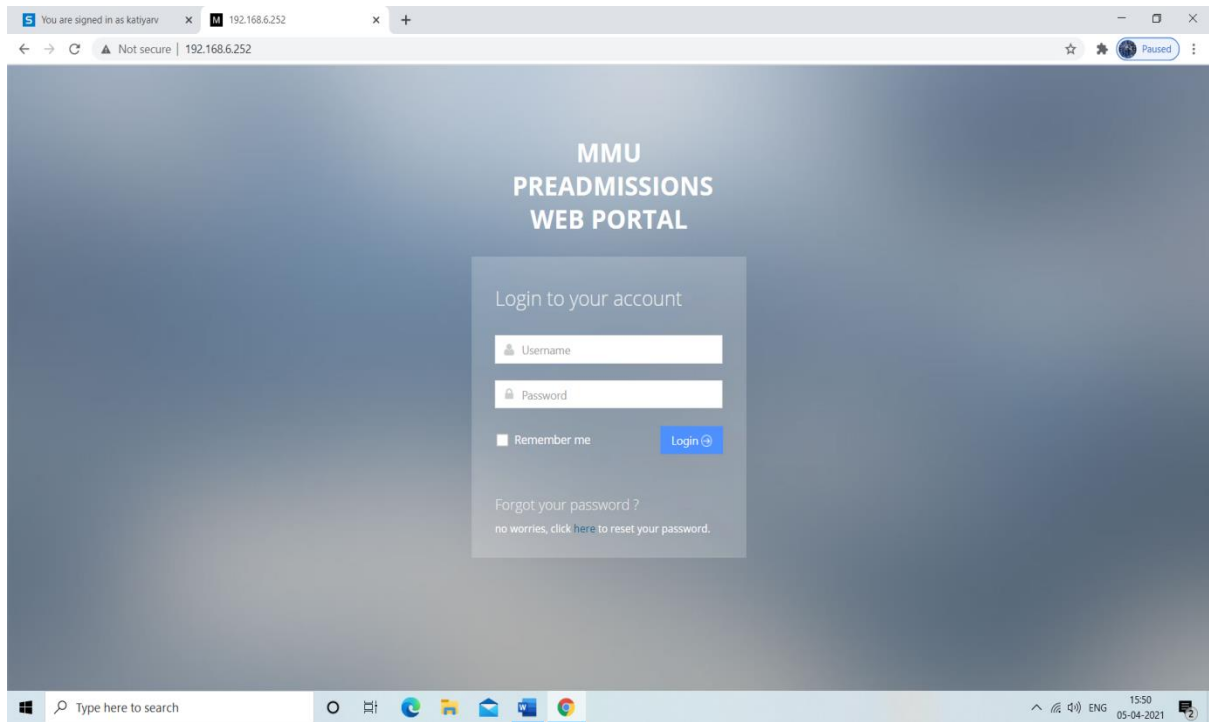 S You are signed in as katiyarv
M 192.168.6.252
Not secure | 192.168.6.252
Paused
MMU
PREADMISSIONS
WEB PORTAL
Login to your account
Username
Password
Remember me
Login
Forgot your password ?
no worries, click here to reset your password.
Type here to search
W
ENG
15:50
05-04-2021
2